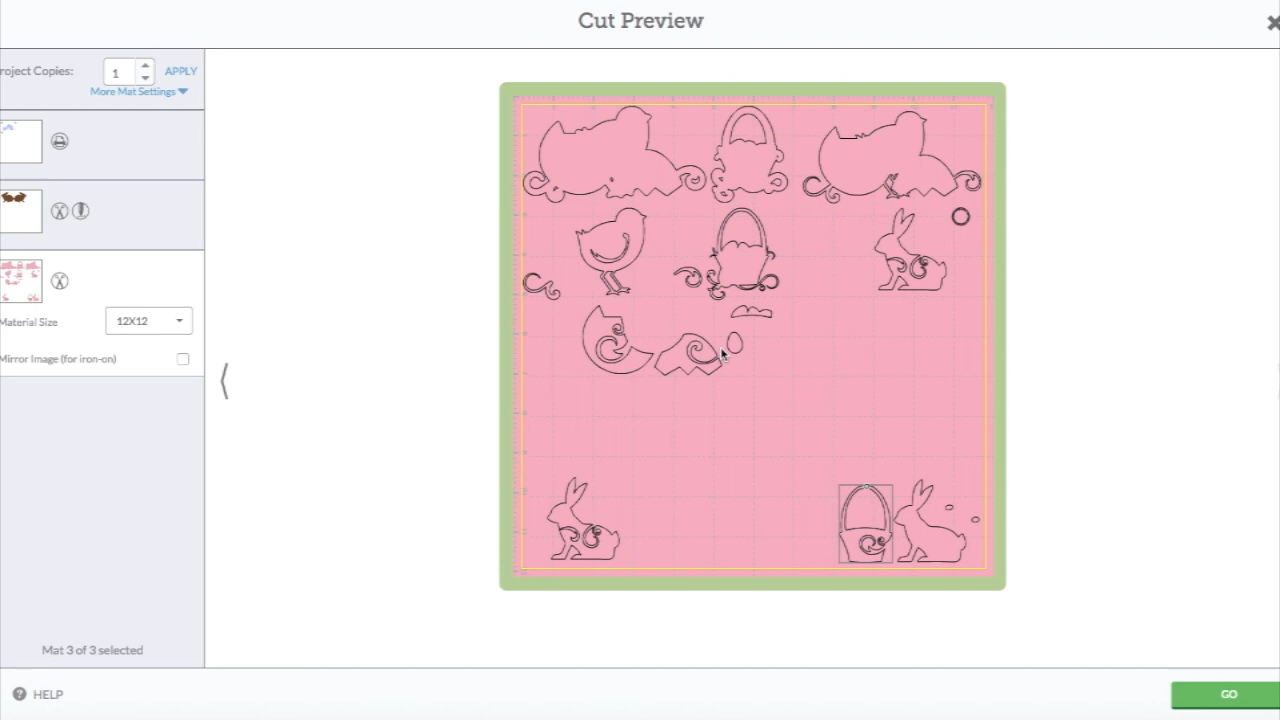 Cut Preview
roject Copies:
1
APPLY
More Mat Settings
Material Size
12X12
Mirror Image (for iron-on)
Mat 3 of 3 selected
? HELP
GO